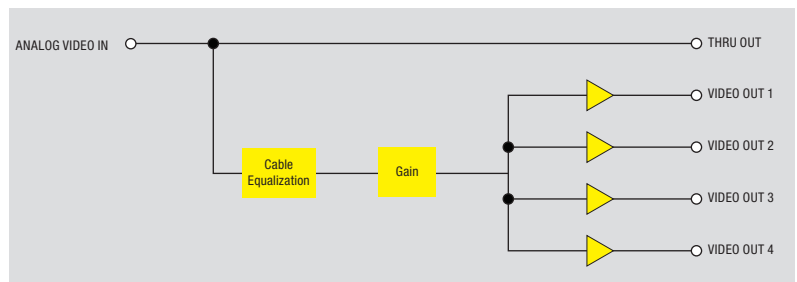 ANALOG VIDEO IN
THRU OUT
VIDEO OUT 1
VIDEO OUT 2
Cable
Equalization
Gain
VIDEO OUT 3
VIDEO OUT 4